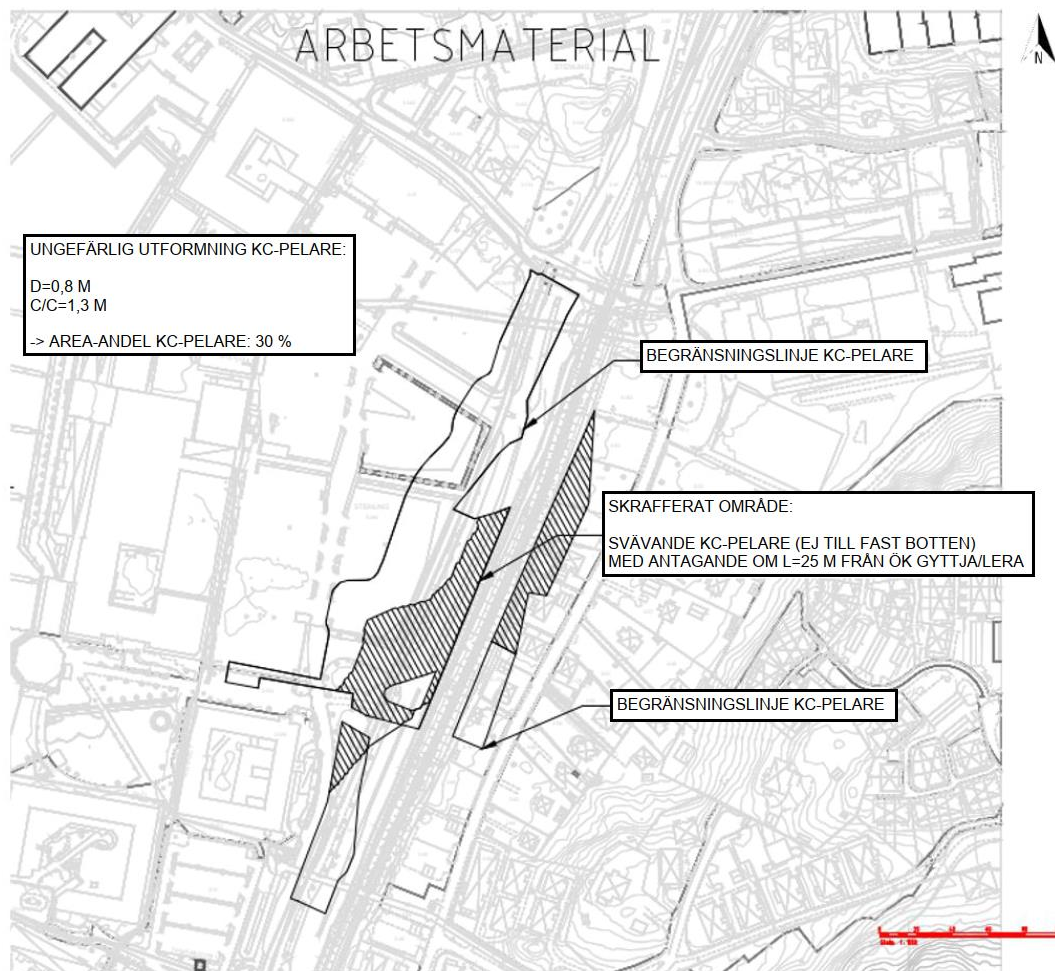 ARBETSMATERIAL
N
UNGEFÄRLIG UTFORMNING KC-PELARE:
D=0,8 M
C/C=1,3 M
-> AREA-ANDEL KC-PELARE: 30 %
BEGRÄNSNINGSLINJE KC-PELARE
SKRAFFERAT OMRÅDE:
SVÄVANDE KC-PELARE (EJ TILL FAST BOTTEN)
MED ANTAGANDE OM L=25 M FRÅN ÖK GYTTJA/LERA
BEGRÄNSNINGSLINJE KC-PELARE